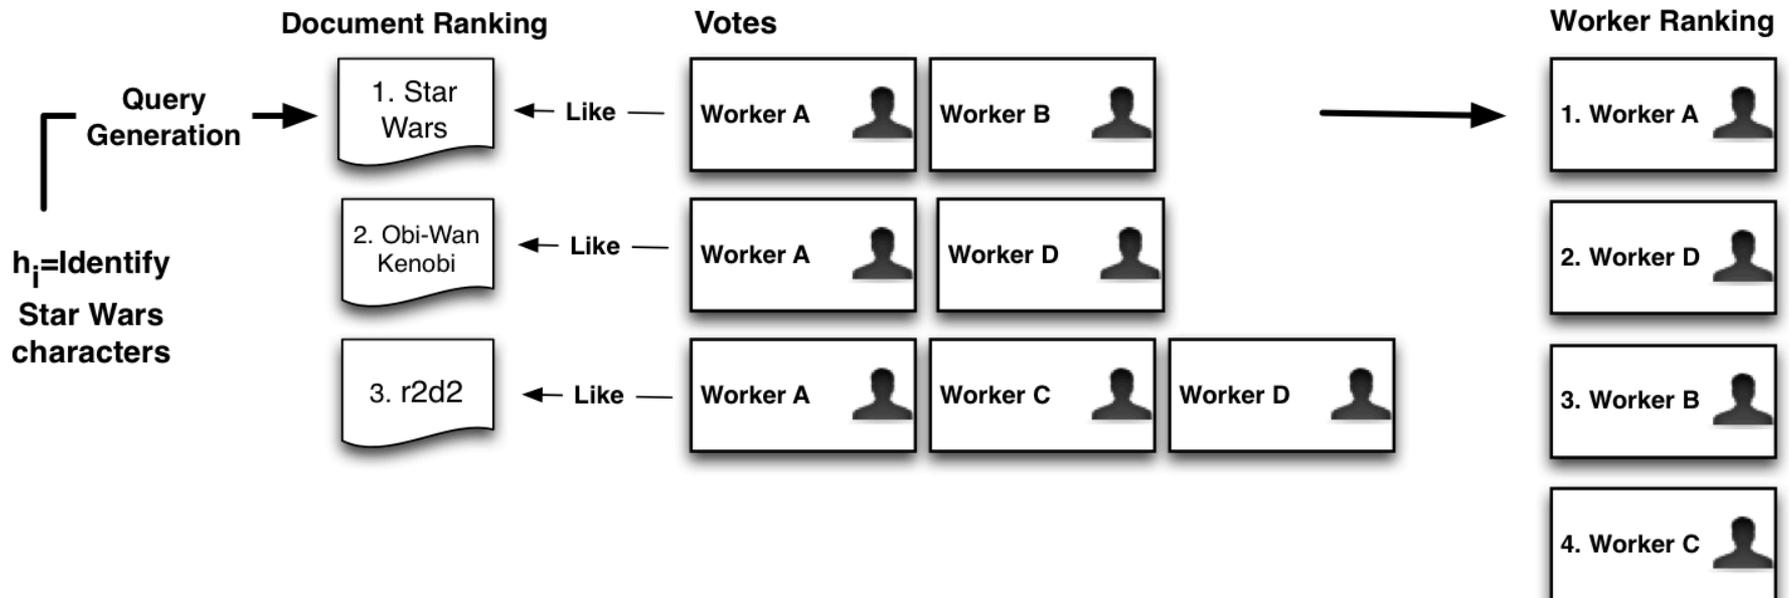 Document Ranking
Votes
Worker Ranking
Query
Generation
1. Star
Wars
Like
Worker A
Worker B
1. Worker A
hi=Identify
Star Wars
characters
2. Obi-Wan
Kenobi
Like
Worker A
Worker D
2. Worker D
3. r2d2
Like
Worker A
Worker C
Worker D
3. Worker B
4. Worker C